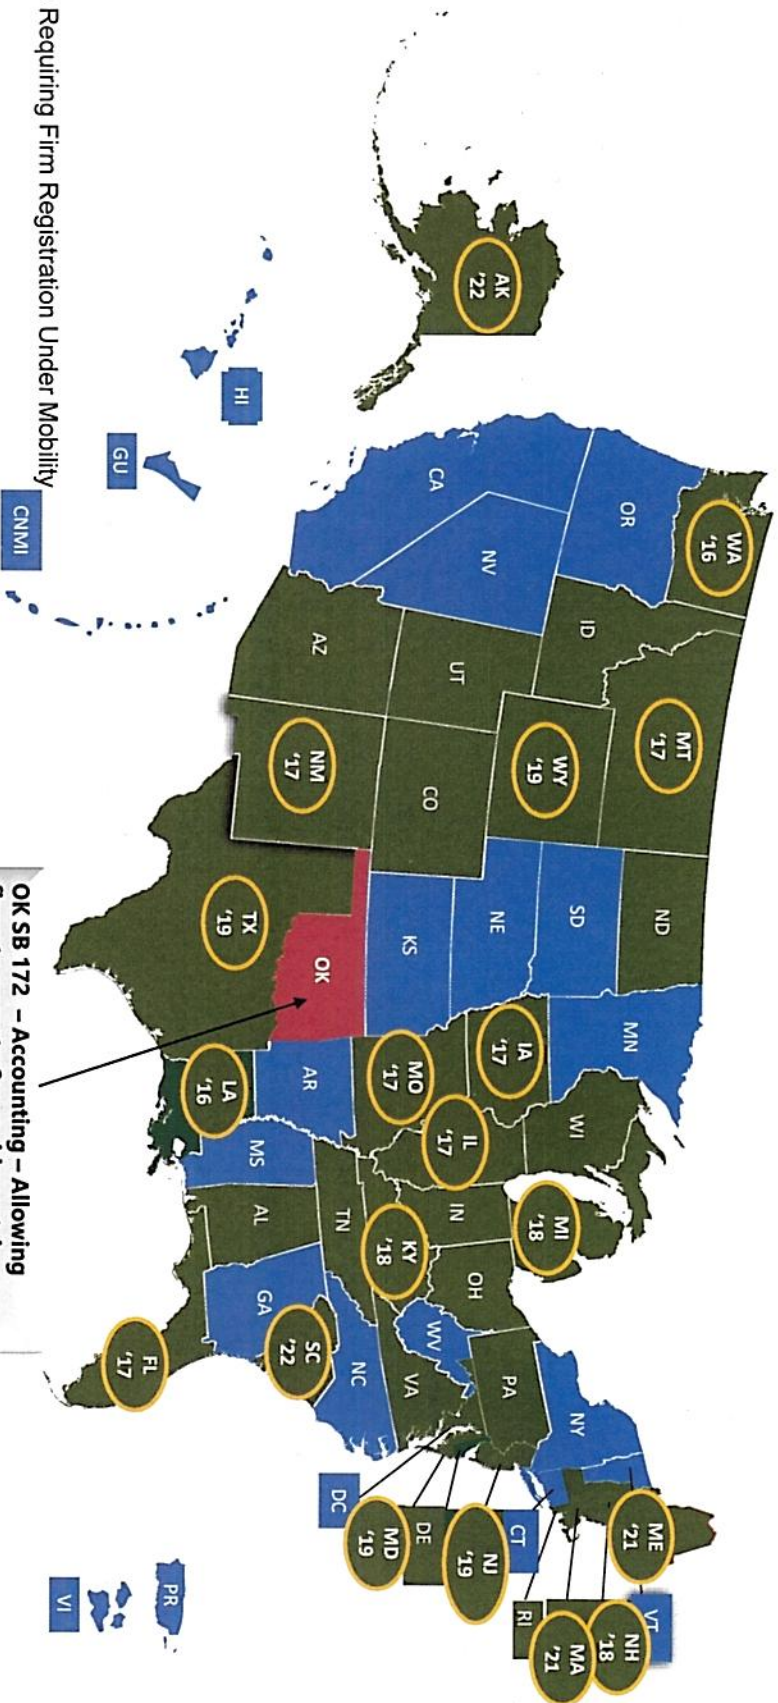 Requiring Firm Registration Under Mobility
AK
'22
HI
GU
CNMI
WA
'16
OR
CA
NV
ID
MT
'17
WY
'19
UT
AZ
CO
NM
'17
ND
SD
NE
KS
OK
TX
'19
MN
IA
'17
MO
'17
AR
LA
'16
WI
IL
'17
MS
MI
'18
IN
KY
'18
TN
AL
OH
WV
GA
SC
'22
NC
VA
FL
'17
PA
NY
ME
'21
VT
NH
'18
MA
'21
RI
CT
NJ
'19
DE
MD
'19
DC
PR
VI
OK SB 172 – Accounting – Allowing